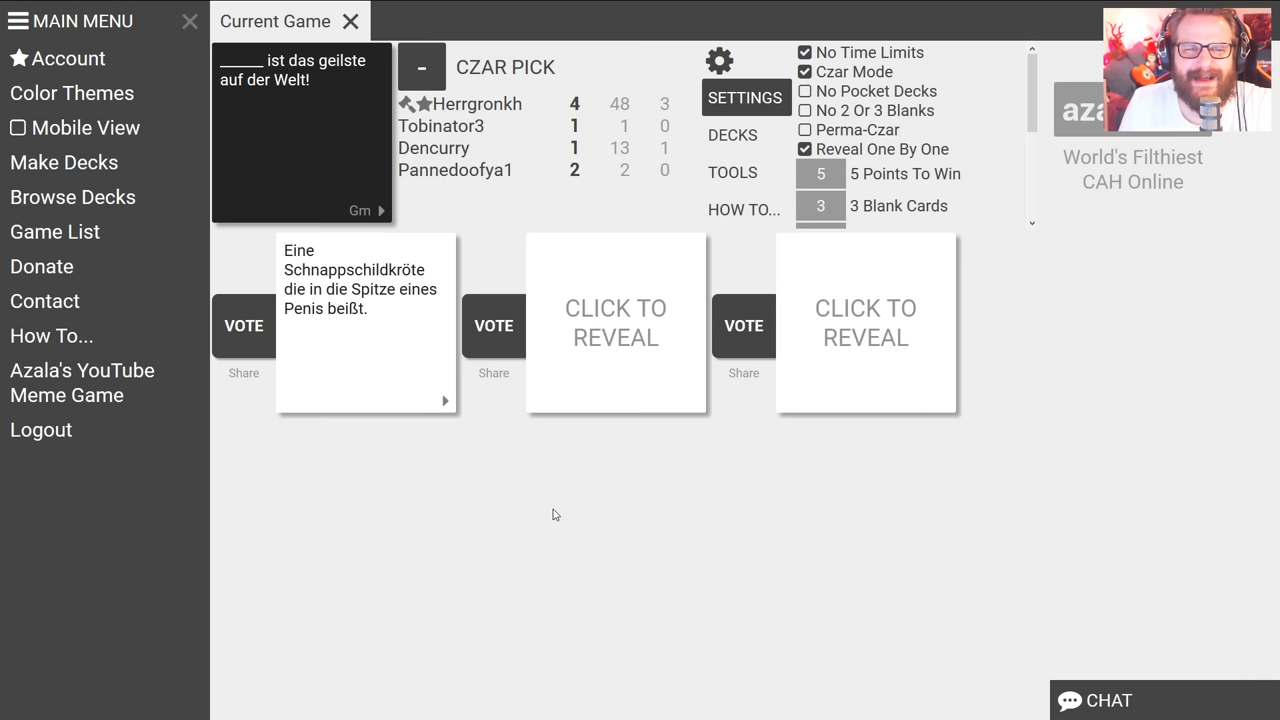 MAIN MENU
Account
Color Themes
Mobile View
Make Decks
Browse Decks
Game List
Donate
Contact
How To...
Azala's YouTube
Meme Game
Logout
Current Game
______ ist das geilste
auf der Welt!
Gm
-
CZAR PICK
Herrgronkh 4 48 3
Tobinator3 1 1 0
Dencurry 1 13 1
Pannedoofya1 2 2 0
SETTINGS
DECKS
TOOLS
HOW TO...
No Time Limits
Czar Mode
No Pocket Decks
No 2 Or 3 Blanks
Perma-Czar
Reveal One By One
5 5 Points To Win
3 3 Blank Cards
aza
World's Filthiest
CAH Online
VOTE
Share
Eine
Schnappschildkröte
die in die Spitze eines
Penis beißt.
VOTE
Share
CLICK TO
REVEAL
VOTE
Share
CLICK TO
REVEAL
CHAT